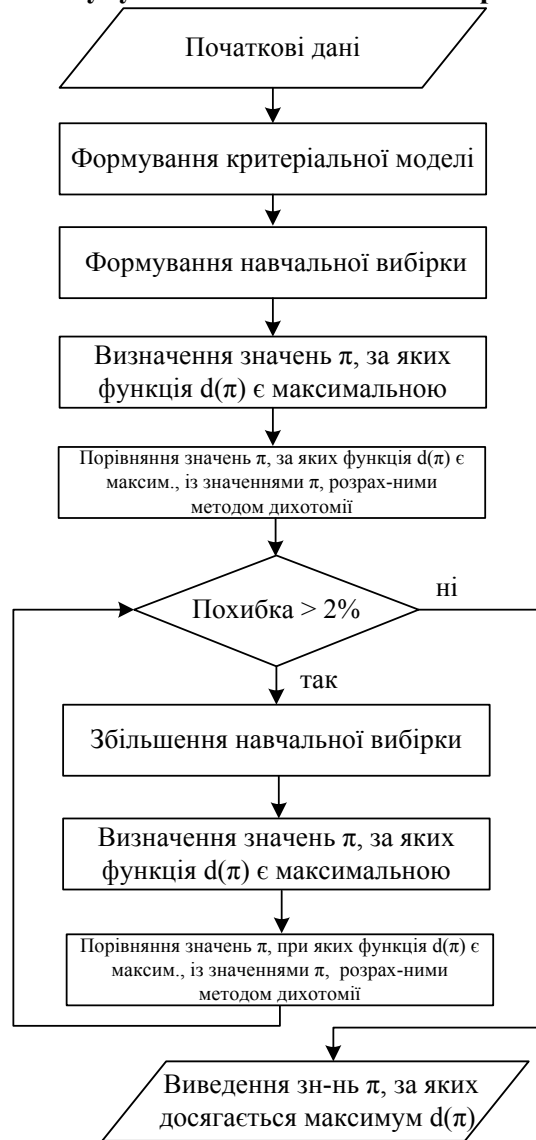 Початкові дані
Формування критеріальної моделі
Формування навчальної вибірки
Визначення значень π, за яких
функція d(π) є максимальною
Порівняння значень π, за яких функція d(π) є
максим., із значеннями π, розрах-ними
методом дихотомії
Похибка > 2%
ні
так
Збільшення навчальної вибірки
Визначення значень π, за яких
функція d(π) є максимальною
Порівняння значень π, при яких функція d(π) є
максим., із значеннями π, розрах-ними
методом дихотомії
Виведення зн-нь π, за яких
досягається максимум d(π)